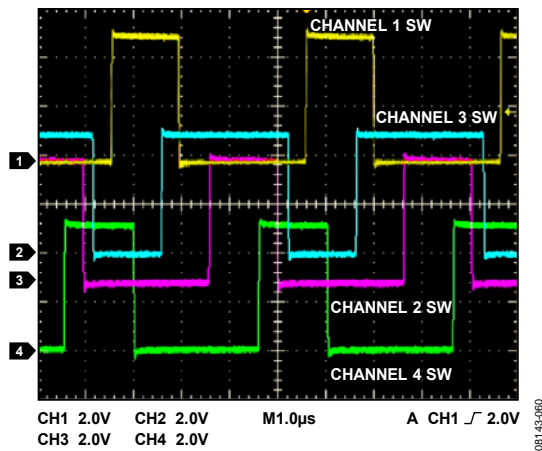 CHANNEL 1 SW
CHANNEL 3 SW
1
2
3
CHANNEL 2 SW
4
CHANNEL 4 SW
CH1 2.0V CH2 2.0V M1.0µs A CH1 2.0V
CH3 2.0V CH4 2.0V
08143-060